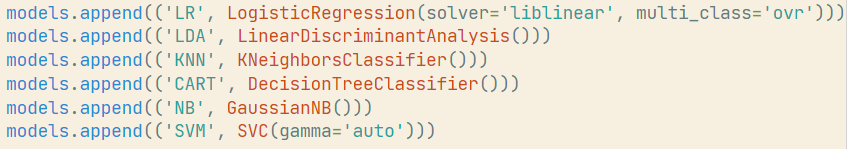 models.append(('LR', LogisticRegression(solver='liblinear', multi_class='ovr')))
models.append(('LDA', LinearDiscriminantAnalysis()))
models.append(('KNN', KNeighborsClassifier()))
models.append(('CART', DecisionTreeClassifier()))
models.append(('NB', GaussianNB()))
models.append(('SVM', SVC(gamma='auto')))